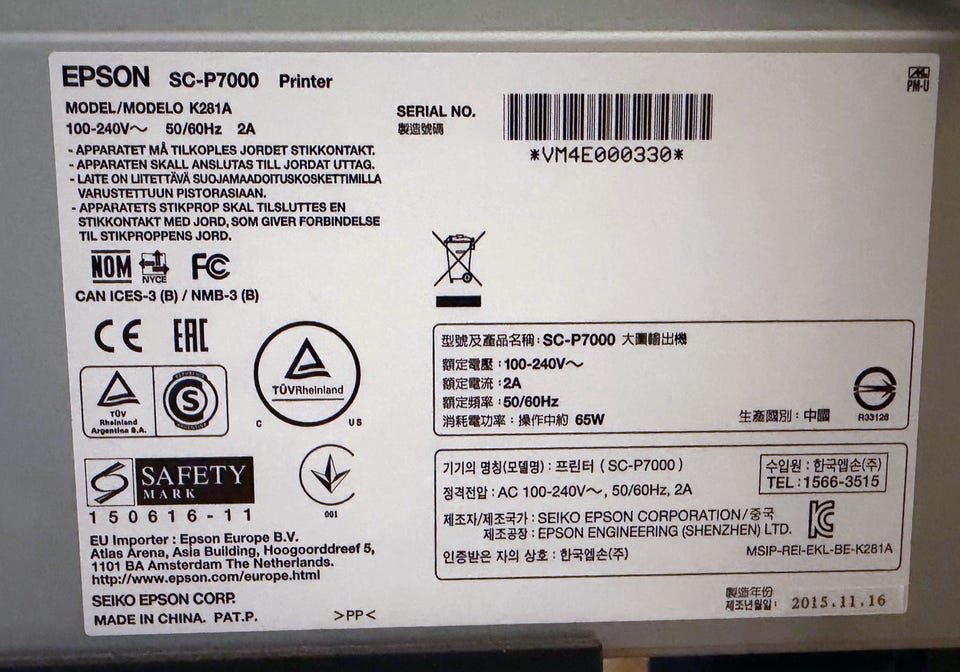 EPSON SC-P7000 Printer
MODEL/MODELO K281A
100-240V～ 50/60Hz 2A
- APPARATET MÅ TILKOPLES JORDET STIKKONTAKT.
- APPARATEN SKALL ANSLUTAS TILL JORDAT UTTAG.
- LAITE ON LIITETTÄVÄ SUOJAMAADOITUSKOSKETTIMILLA
VARUSTETTUUN PISTORASIAAN.
- APPARATETS STIKPROP SKAL TILSLUTTES EN
STIKKONTAKT MED JORD, SOM GIVER FORBINDELSE
TIL STIKPROPPENS JORD.
NOM NYCE FC
CAN ICES-3 (B) / NMB-3 (B)
CE EAC
TÜVRheinland
C US
TÜV
Rheinland
Argentina S.A.
S
SAFETY
MARK
150616-11
001
EU Importer : Epson Europe B.V.
Atlas Arena, Asia Building, Hoogoorddreef 5,
1101 BA Amsterdam The Netherlands.
http://www.epson.com/europe.html
SEIKO EPSON CORP.
MADE IN CHINA. PAT.P.
>PP<
SERIAL NO.
製造號碼
*VM4E000330*
PM-U
型號及產品名稱: SC-P7000 大圖輸出機
額定電壓：100-240V～
額定電流：2A
額定頻率：50/60Hz
消耗電功率：操作中約 65W
生產國別：中國
R33126
기기의 명칭(모델명) : 프린터 ( SC-P7000 )
정격전압 : AC 100-240V～, 50/60Hz, 2A
수입원 : 한국엡손(주)
TEL : 1566-3515
제조자/제조국가 : SEIKO EPSON CORPORATION / 중국
제조공장 : EPSON ENGINEERING (SHENZHEN) LTD.
인증받은 자의 상호 : 한국엡손(주)
MSIP-REI-EKL-BE-K281A
製造年份
제조년월일 : 2015.11.16